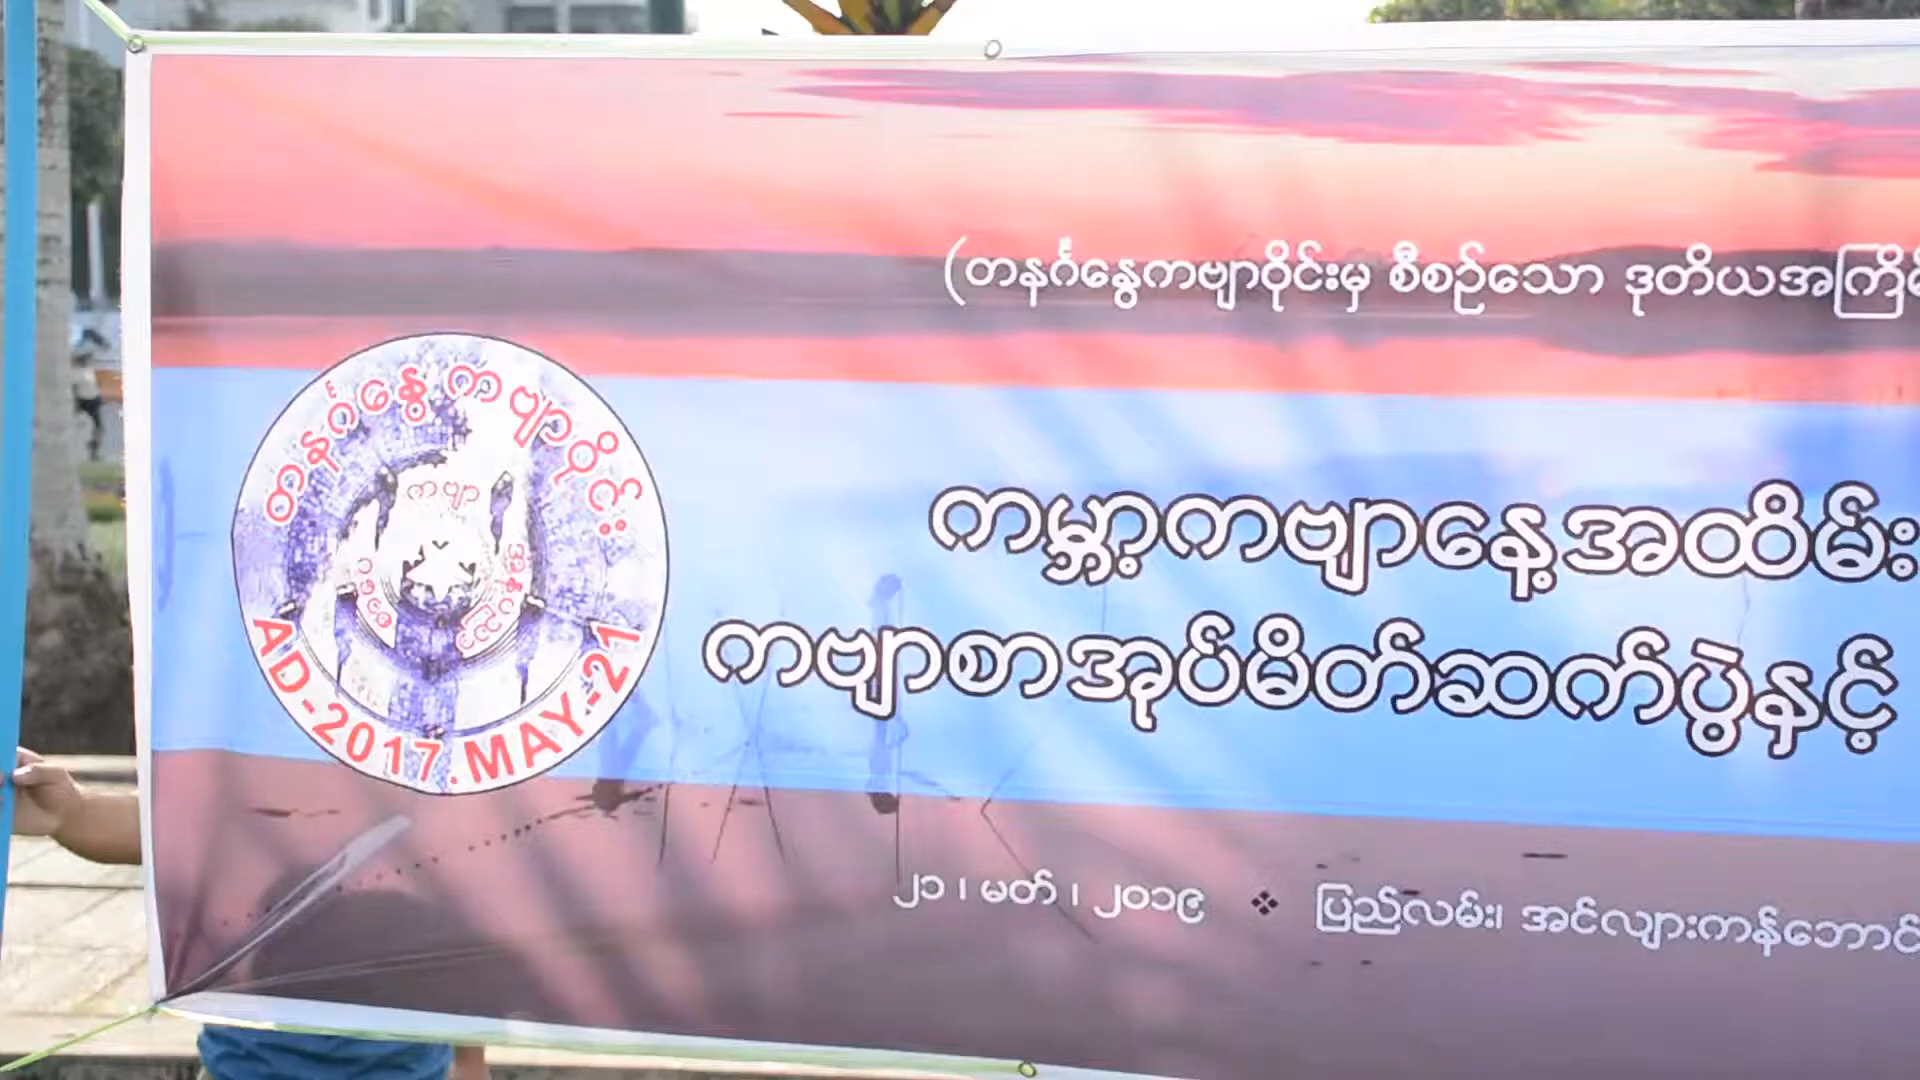 (တနင်္ဂနွေကဗျာဝိုင်းမှ စီစဉ်သော ဒုတိယအကြိမ်
တနင်္ဂနွေကဗျာဝိုင်း
ကဗျာ
AD-2017.MAY-21
ကမ္ဘာ့ကဗျာနေ့အထိမ်း
ကဗျာစာအုပ်မိတ်ဆက်ပွဲနှင့်
၂၁ ၊ မတ် ၊ ၂၀၁၉ ❖ ပြည်လမ်း၊ အင်လျားကန်ဘောင်